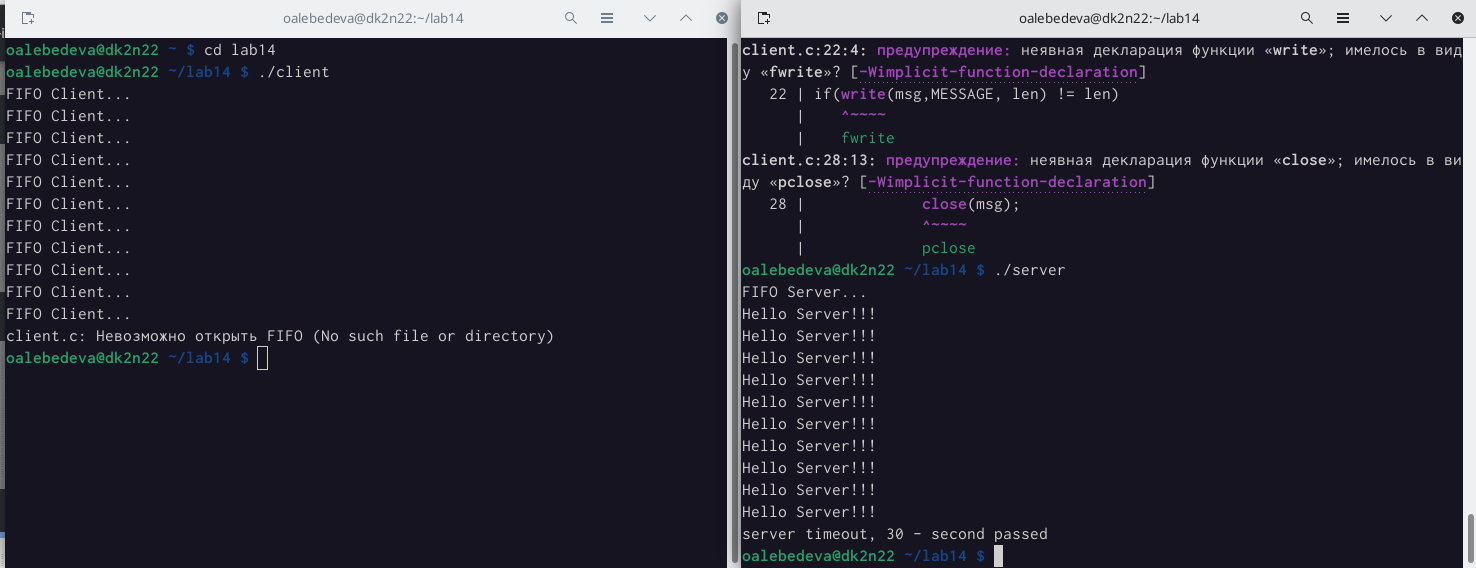 oalebedeva@dk2n22:~/lab14
oalebedeva@dk2n22 ~ $ cd lab14
oalebedeva@dk2n22 ~/lab14 $ ./client
FIFO Client...
FIFO Client...
FIFO Client...
FIFO Client...
FIFO Client...
FIFO Client...
FIFO Client...
FIFO Client...
FIFO Client...
FIFO Client...
FIFO Client...
client.c: Невозможно открыть FIFO (No such file or directory)
oalebedeva@dk2n22 ~/lab14 $
oalebedeva@dk2n22:~/lab14
client.c:22:4: предупреждение: неявная декларация функции «write»; имелось в вид
у «fwrite»? [-Wimplicit-function-declaration]
22 | if(write(msg,MESSAGE, len) != len)
| ^~~~~
| fwrite
client.c:28:13: предупреждение: неявная декларация функции «close»; имелось в ви
ду «pclose»? [-Wimplicit-function-declaration]
28 | close(msg);
| ^~~~~
| pclose
oalebedeva@dk2n22 ~/lab14 $ ./server
FIFO Server...
Hello Server!!!
Hello Server!!!
Hello Server!!!
Hello Server!!!
Hello Server!!!
Hello Server!!!
Hello Server!!!
Hello Server!!!
Hello Server!!!
Hello Server!!!
server timeout, 30 - second passed
oalebedeva@dk2n22 ~/lab14 $